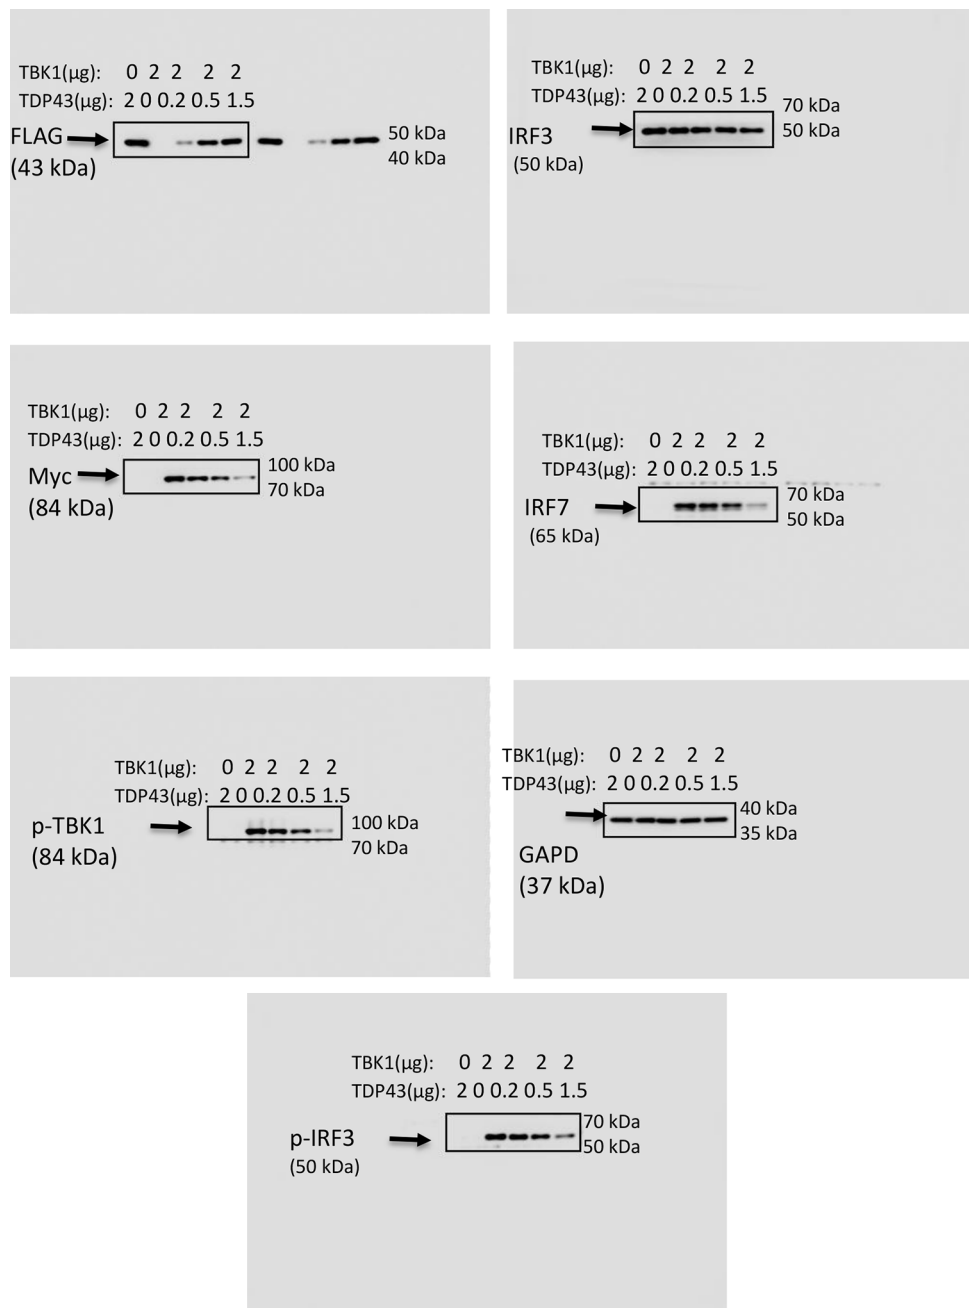 TBK1(µg): 0 2 2 2 2
TDP43(µg): 2 0 0.2 0.5 1.5
FLAG
(43 kDa)
50 kDa
40 kDa
TBK1(µg): 0 2 2 2 2
TDP43(µg): 2 0 0.2 0.5 1.5
IRF3
(50 kDa)
70 kDa
50 kDa
TBK1(µg): 0 2 2 2 2
TDP43(µg): 2 0 0.2 0.5 1.5
Myc
(84 kDa)
100 kDa
70 kDa
TBK1(µg): 0 2 2 2 2
TDP43(µg): 2 0 0.2 0.5 1.5
IRF7
(65 kDa)
70 kDa
50 kDa
TBK1(µg): 0 2 2 2 2
TDP43(µg): 2 0 0.2 0.5 1.5
p-TBK1
(84 kDa)
100 kDa
70 kDa
TBK1(µg): 0 2 2 2 2
TDP43(µg): 2 0 0.2 0.5 1.5
40 kDa
35 kDa
GAPD
(37 kDa)
TBK1(µg): 0 2 2 2 2
TDP43(µg): 2 0 0.2 0.5 1.5
p-IRF3
(50 kDa)
70 kDa
50 kDa